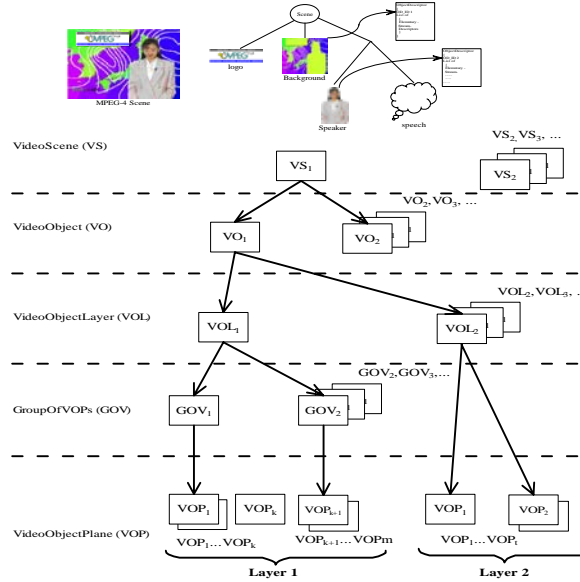 Scene
MPEG
logo
Background
MPEG-4 Scene
Speaker
speech
VideoScene (VS)
VS1
VS2,VS3, ...
VS2
VideoObject (VO)
VO1
VO2, VO3, ...
VO2
VideoObjectLayer (VOL)
VOL1
VOL2,VOL3, ..
VOL2
GroupOfVOPs (GOV)
GOV1
GOV2,GOV3,...
GOV2
VideoObjectPlane (VOP)
VOP1
VOPk
VOPk+1
VOP1
VOP2
VOP1...VOPk
VOPk+1...VOPm
VOP1...VOPt
Layer 1
Layer 2